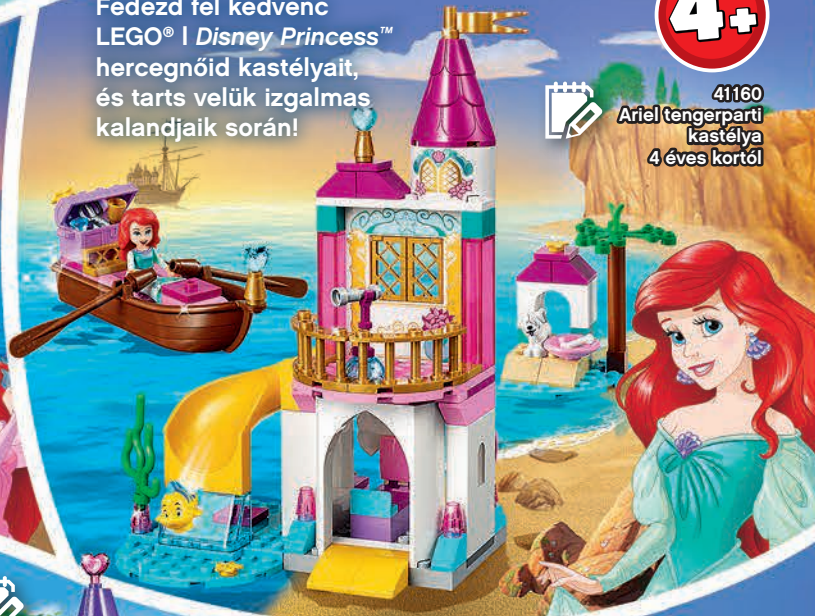 Fedezd fel kedvenc
LEGO® | Disney Princess™
hercegnőid kastélyait,
és tarts velük izgalmas
kalandjaik során!
4+
41160
Ariel tengerparti
kastélya
4 éves kortól